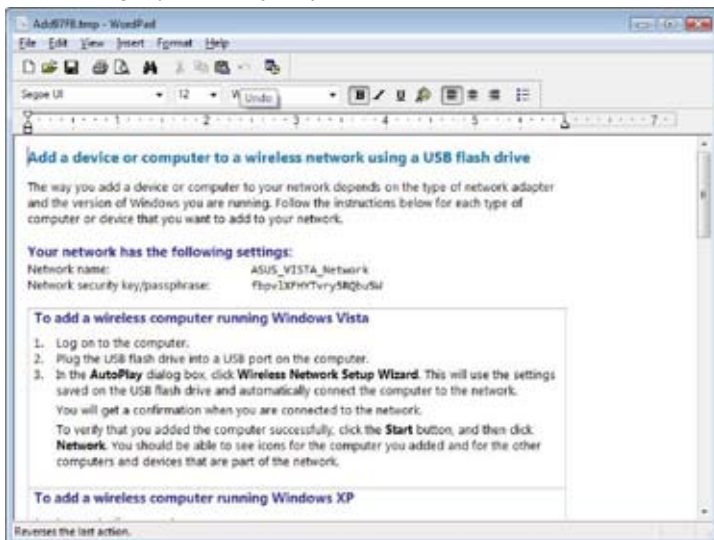 Add87F8.tmp - WordPad
File Edit View Insert Format Help
Segoe UI 12 W Undo
1 2 3 4 5 7
Add a device or computer to a wireless network using a USB flash drive
The way you add a device or computer to your network depends on the type of network adapter
and the version of Windows you are running. Follow the instructions below for each type of
computer or device that you want to add to your network.
Your network has the following settings:
Network name: ASUS_VISTA_Network
Network security key/passphrase:
To add a wireless computer running Windows Vista
1. Log on to the computer.
2. Plug the USB flash drive into a USB port on the computer.
3. In the AutoPlay dialog box, click Wireless Network Setup Wizard. This will use the settings
saved on the USB flash drive and automatically connect the computer to the network.
You will get a confirmation when you are connected to the network.
To verify that you added the computer successfully, click the Start button, and then click
Network. You should be able to see icons for the computer you added and for the other
computers and devices that are part of the network.
To add a wireless computer running Windows XP
Reverses the last action.